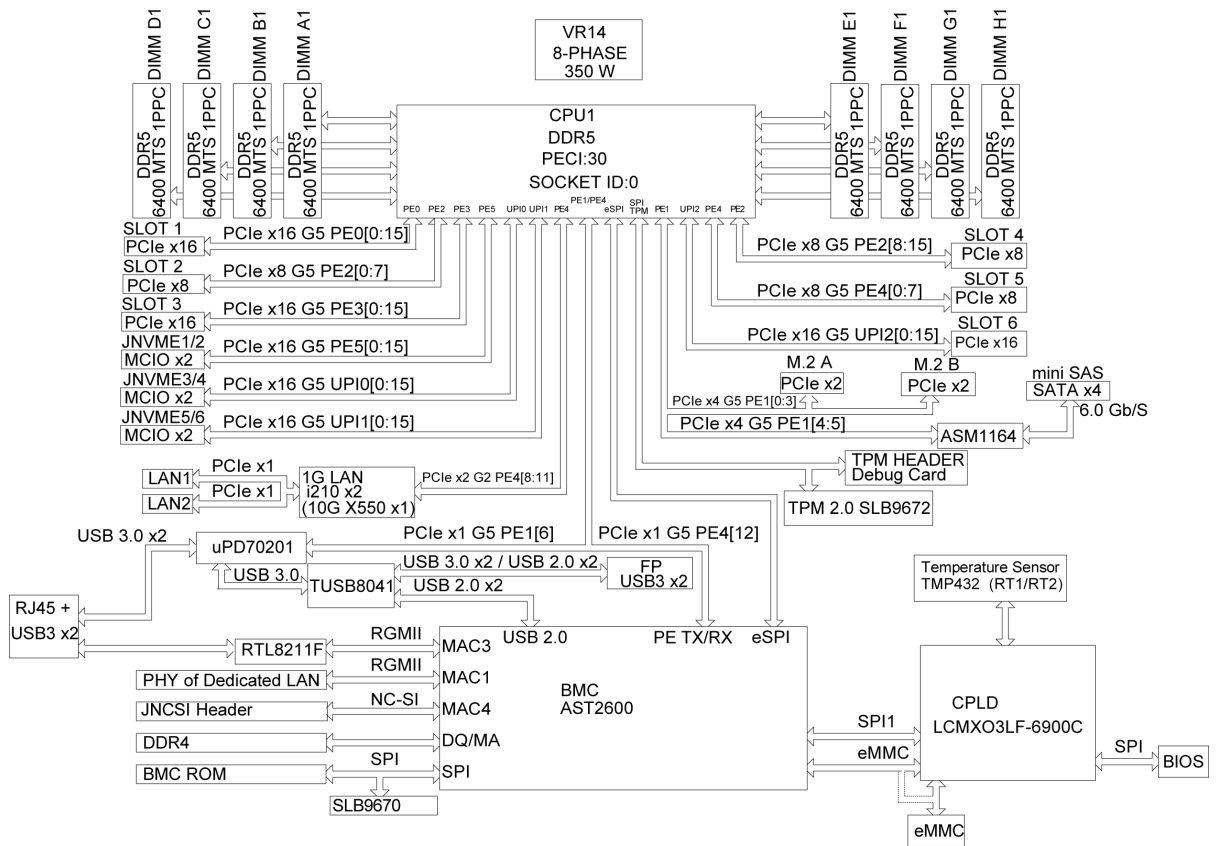 VR14
8-PHASE
350 W
DIMM D1
DIMM C1
DIMM B1
DIMM A1
DIMM E1
DIMM F1
DIMM G1
DIMM H1
DDR5
6400 MTS 1PPC
DDR5
6400 MTS 1PPC
DDR5
6400 MTS 1PPC
DDR5
6400 MTS 1PPC
DDR5
6400 MTS 1PPC
DDR5
6400 MTS 1PPC
DDR5
6400 MTS 1PPC
DDR5
6400 MTS 1PPC
CPU1
DDR5
PECI:30
SOCKET ID:0
PE0 PE2 PE3 PE5 UPI0 UPI1 PE4 PE1/PE4 eSPI SPI TPM PE1 UPI2 PE4 PE2
SLOT 1
PCIe x16
PCIe x16 G5 PE0[0:15]
SLOT 2
PCIe x8
PCIe x8 G5 PE2[0:7]
SLOT 3
PCIe x16
PCIe x16 G5 PE3[0:15]
JNVME1/2
MCIO x2
PCIe x16 G5 PE5[0:15]
JNVME3/4
MCIO x2
PCIe x16 G5 UPI0[0:15]
JNVME5/6
MCIO x2
PCIe x16 G5 UPI1[0:15]
PCIe x8 G5 PE2[8:15]
SLOT 4
PCIe x8
PCIe x8 G5 PE4[0:7]
SLOT 5
PCIe x8
PCIe x16 G5 UPI2[0:15]
SLOT 6
PCIe x16
M.2 A
PCIe x2
M.2 B
PCIe x2
PCIe x4 G5 PE1[0:3]
PCIe x4 G5 PE1[4:5]
ASM1164
mini SAS
SATA x4
6.0 Gb/S
TPM HEADER
Debug Card
TPM 2.0 SLB9672
LAN1
PCIe x1
LAN2
PCIe x1
1G LAN
i210 x2
(10G X550 x1)
PCIe x2 G2 PE4[8:11]
PCIe x1 G5 PE1[6]
PCIe x1 G5 PE4[12]
USB 3.0 x2
uPD70201
USB 3.0
TUSB8041
USB 3.0 x2 / USB 2.0 x2
USB 2.0 x2
FP
USB3 x2
RJ45 +
USB3 x2
RTL8211F
RGMII
MAC3
PHY of Dedicated LAN
RGMII
MAC1
JNCSI Header
NC-SI
MAC4
DDR4
DQ/MA
BMC ROM
SPI
SPI
SLB9670
USB 2.0
PE TX/RX
eSPI
BMC
AST2600
Temperature Sensor
TMP432 (RT1/RT2)
CPLD
LCMXO3LF-6900C
SPI1
eMMC
eMMC
SPI
BIOS